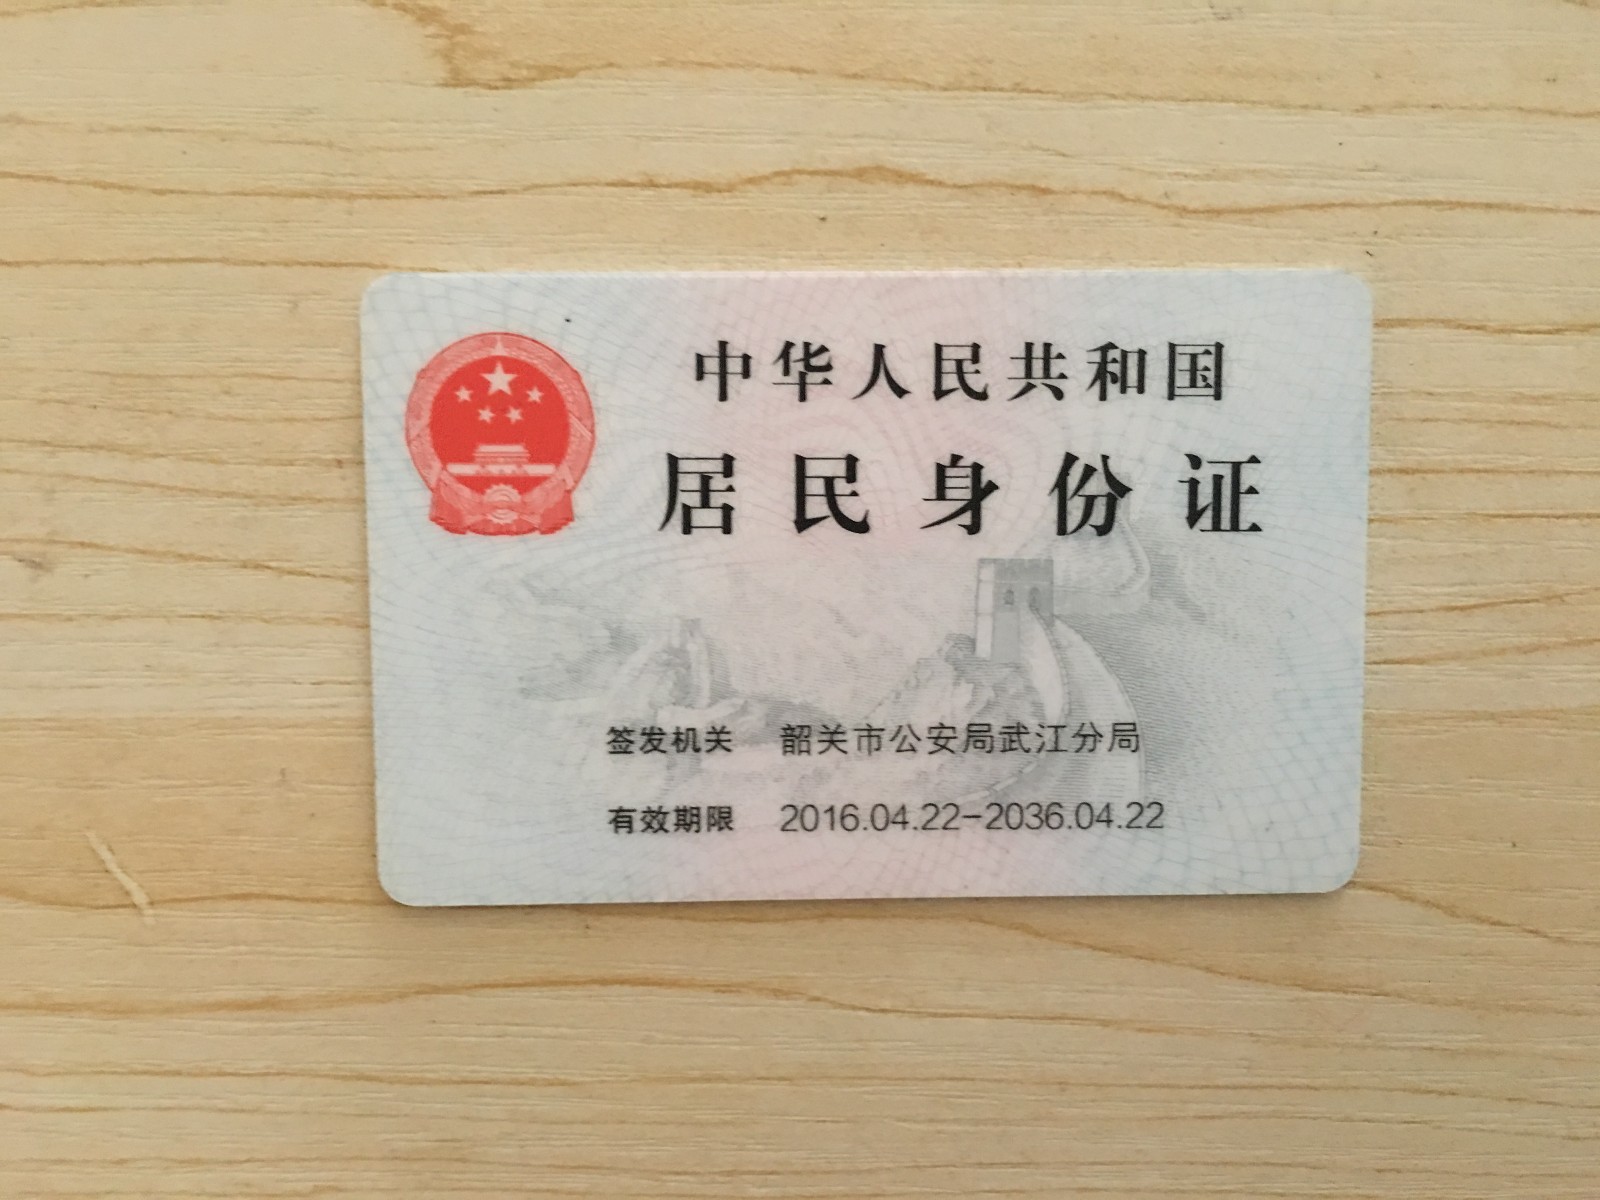 中华人民共和国
居民身份证
签发机关 韶关市公安局武江分局
有效期限 2016.04.22-2036.04.22